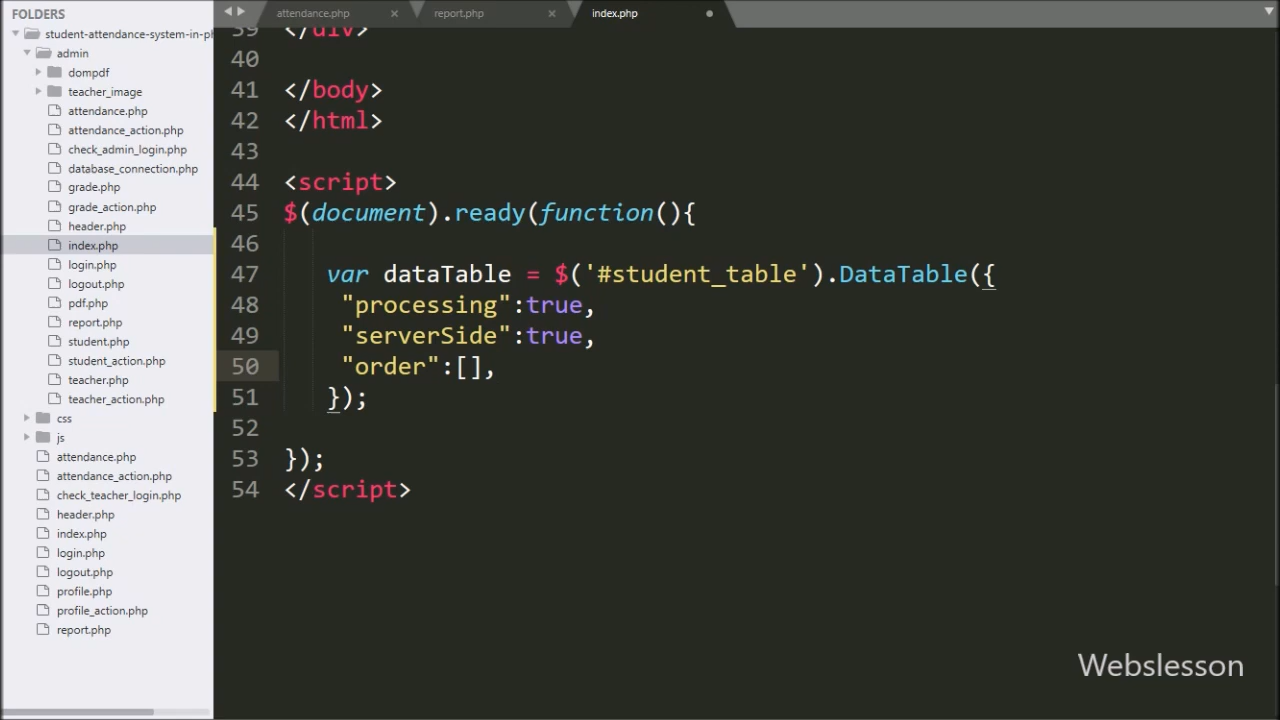 FOLDERS
student-attendance-system-in-ph
admin
dompdf
teacher_image
attendance.php
attendance_action.php
check_admin_login.php
database_connection.php
grade.php
grade_action.php
header.php
index.php
login.php
logout.php
pdf.php
report.php
student.php
student_action.php
teacher.php
teacher_action.php
css
js
attendance.php
attendance_action.php
check_teacher_login.php
header.php
index.php
login.php
logout.php
profile.php
profile_action.php
report.php
attendance.php × report.php × index.php
39 </div>
40
41 </body>
42 </html>
43
44 <script>
45 $(document).ready(function(){
46
47 var dataTable = $('#student_table').DataTable({
48 "processing":true,
49 "serverSide":true,
50 "order":[],
51 });
52
53 });
54 </script>
Webslesson